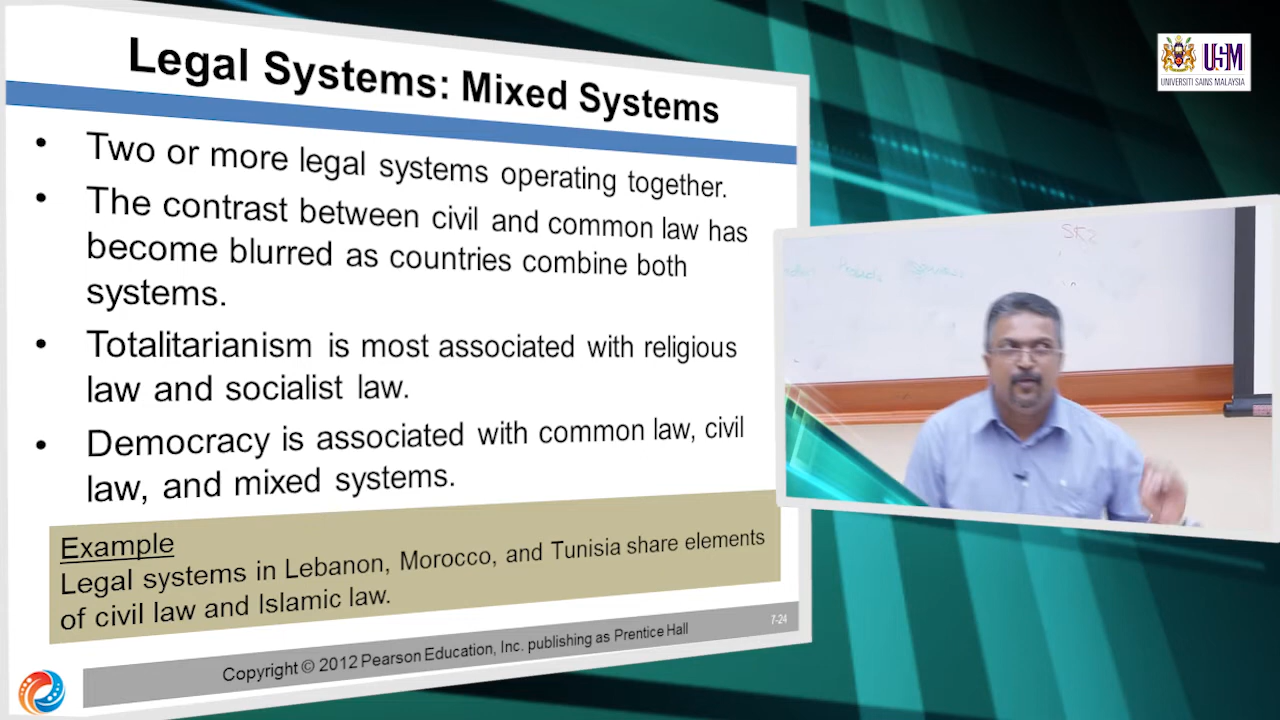 Legal Systems: Mixed Systems
• Two or more legal systems operating together.
• The contrast between civil and common law has
become blurred as countries combine both
systems.
• Totalitarianism is most associated with religious
law and socialist law.
• Democracy is associated with common law, civil
law, and mixed systems.
Example
Legal systems in Lebanon, Morocco, and Tunisia share elements
of civil law and Islamic law.
Copyright © 2012 Pearson Education, Inc. publishing as Prentice Hall
7-24
USM
UNIVERSITI SAINS MALAYSIA